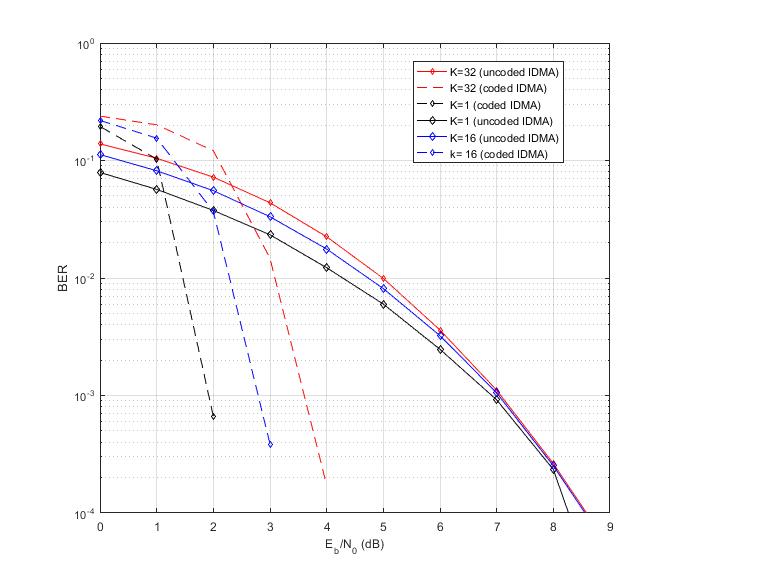 10^0
K=32 (uncoded IDMA)
K=32 (coded IDMA)
K=1 (coded IDMA)
K=1 (uncoded IDMA)
K=16 (uncoded IDMA)
k= 16 (coded IDMA)
10^-1
BER
10^-2
10^-3
10^-4
0 1 2 3 4 5 6 7 8 9
E_b/N_0 (dB)